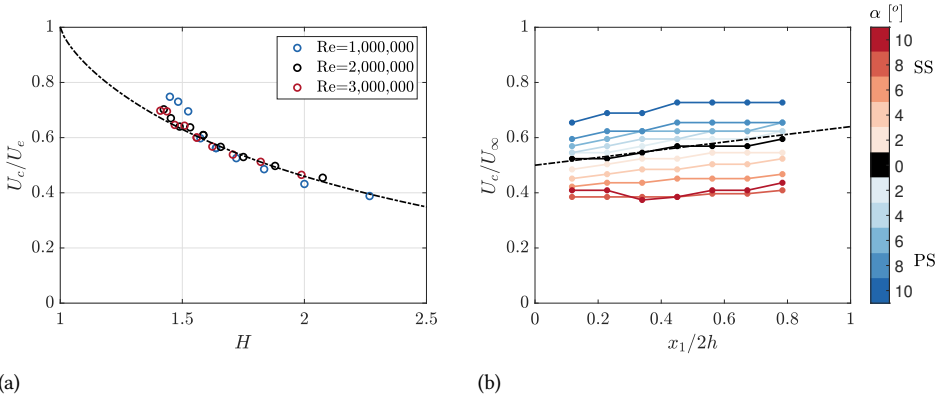 1
0.8
0.6
0.4
0.2
0
U_c/U_e
1
1.5
2
2.5
H
Re=1,000,000
Re=2,000,000
Re=3,000,000
(a)
1
0.8
0.6
0.4
0.2
0
U_c/U_∞
0
0.2
0.4
0.6
0.8
1
x_1/2h
(b)
α [°]
10
8
6
4
2
0
2
4
6
8
10
SS
PS